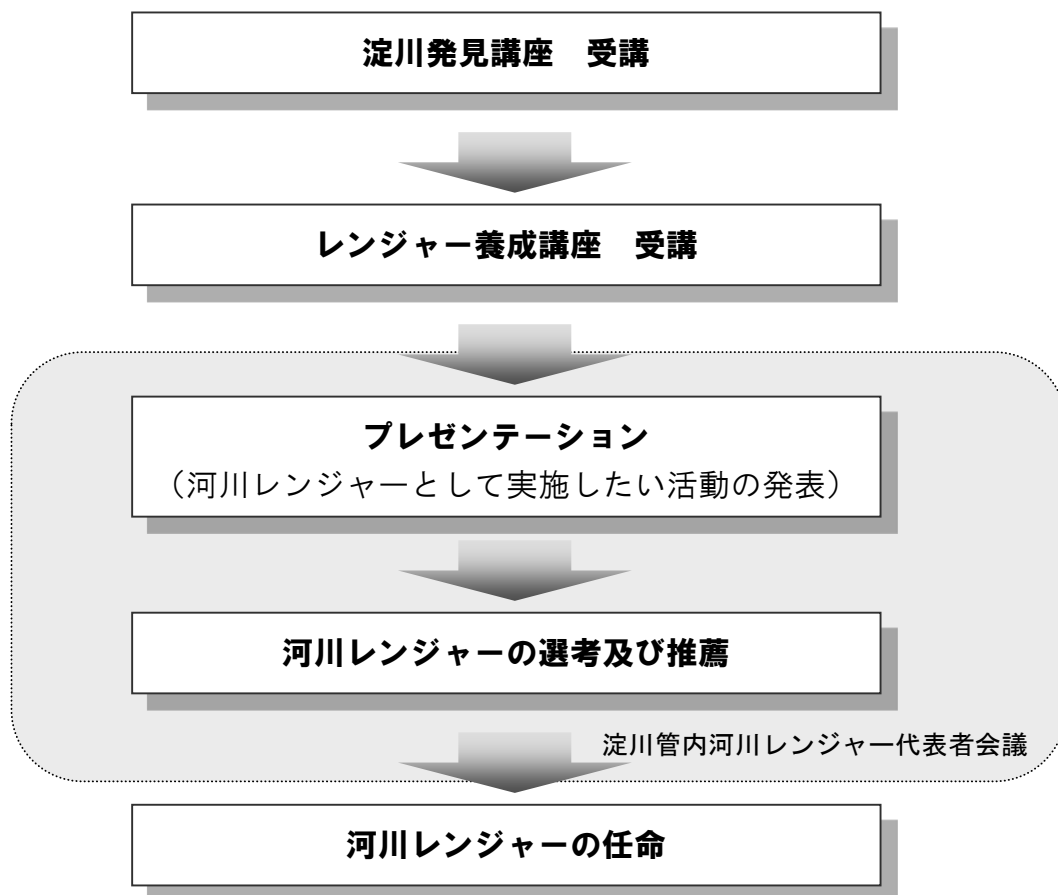 淀川発見講座　受講
レンジャー養成講座　受講
プレゼンテーション
（河川レンジャーとして実施したい活動の発表）
河川レンジャーの選考及び推薦
淀川管内河川レンジャー代表者会議
河川レンジャーの任命